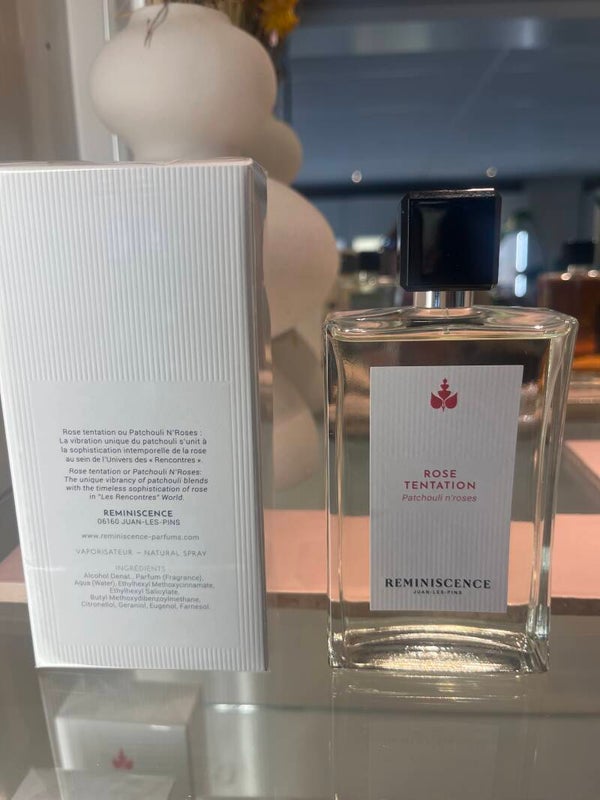 Rose tentation ou Patchouli N'Roses :
La vibration unique du patchouli s'unit à
la sophistication intemporelle de la rose
au sein de l'Univers des « Rencontres ».
Rose tentation or Patchouli N'Roses:
The unique vibrancy of patchouli blends
with the timeless sophistication of rose
in "Les Rencontres" World.
REMINISCENCE
06160 JUAN-LES-PINS
www.reminiscence-parfums.com
VAPORISATEUR – NATURAL SPRAY
INGRÉDIENTS
Alcohol Denat., Parfum (Fragrance),
Aqua (Water), Ethylhexyl Methoxycinnamate,
Ethylhexyl Salicylate,
Butyl Methoxydibenzoylmethane,
Citronellol, Geraniol, Eugenol, Farnesol.
ROSE
TENTATION
Patchouli n'roses
REMINISCENCE
JUAN-LES-PINS